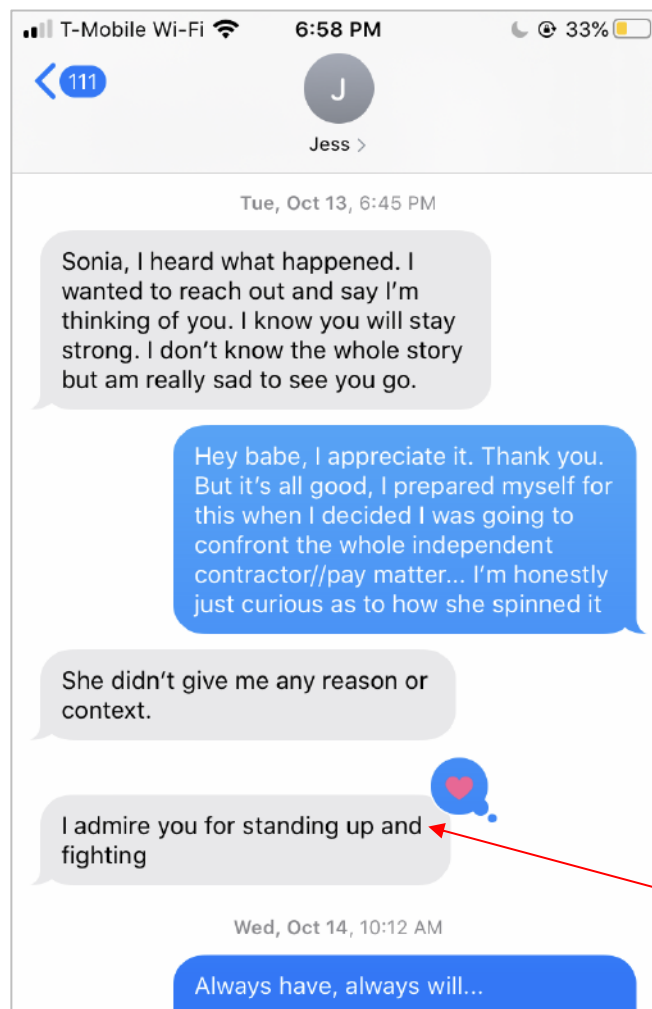 T-Mobile Wi-Fi 6:58 PM 33%
111
J
Jess >
Tue, Oct 13, 6:45 PM
Sonia, I heard what happened. I
wanted to reach out and say I’m
thinking of you. I know you will stay
strong. I don’t know the whole story
but am really sad to see you go.
Hey babe, I appreciate it. Thank you.
But it’s all good, I prepared myself for
this when I decided I was going to
confront the whole independent
contractor//pay matter... I’m honestly
just curious as to how she spinned it
She didn’t give me any reason or
context.
I admire you for standing up and
fighting
Wed, Oct 14, 10:12 AM
Always have, always will...